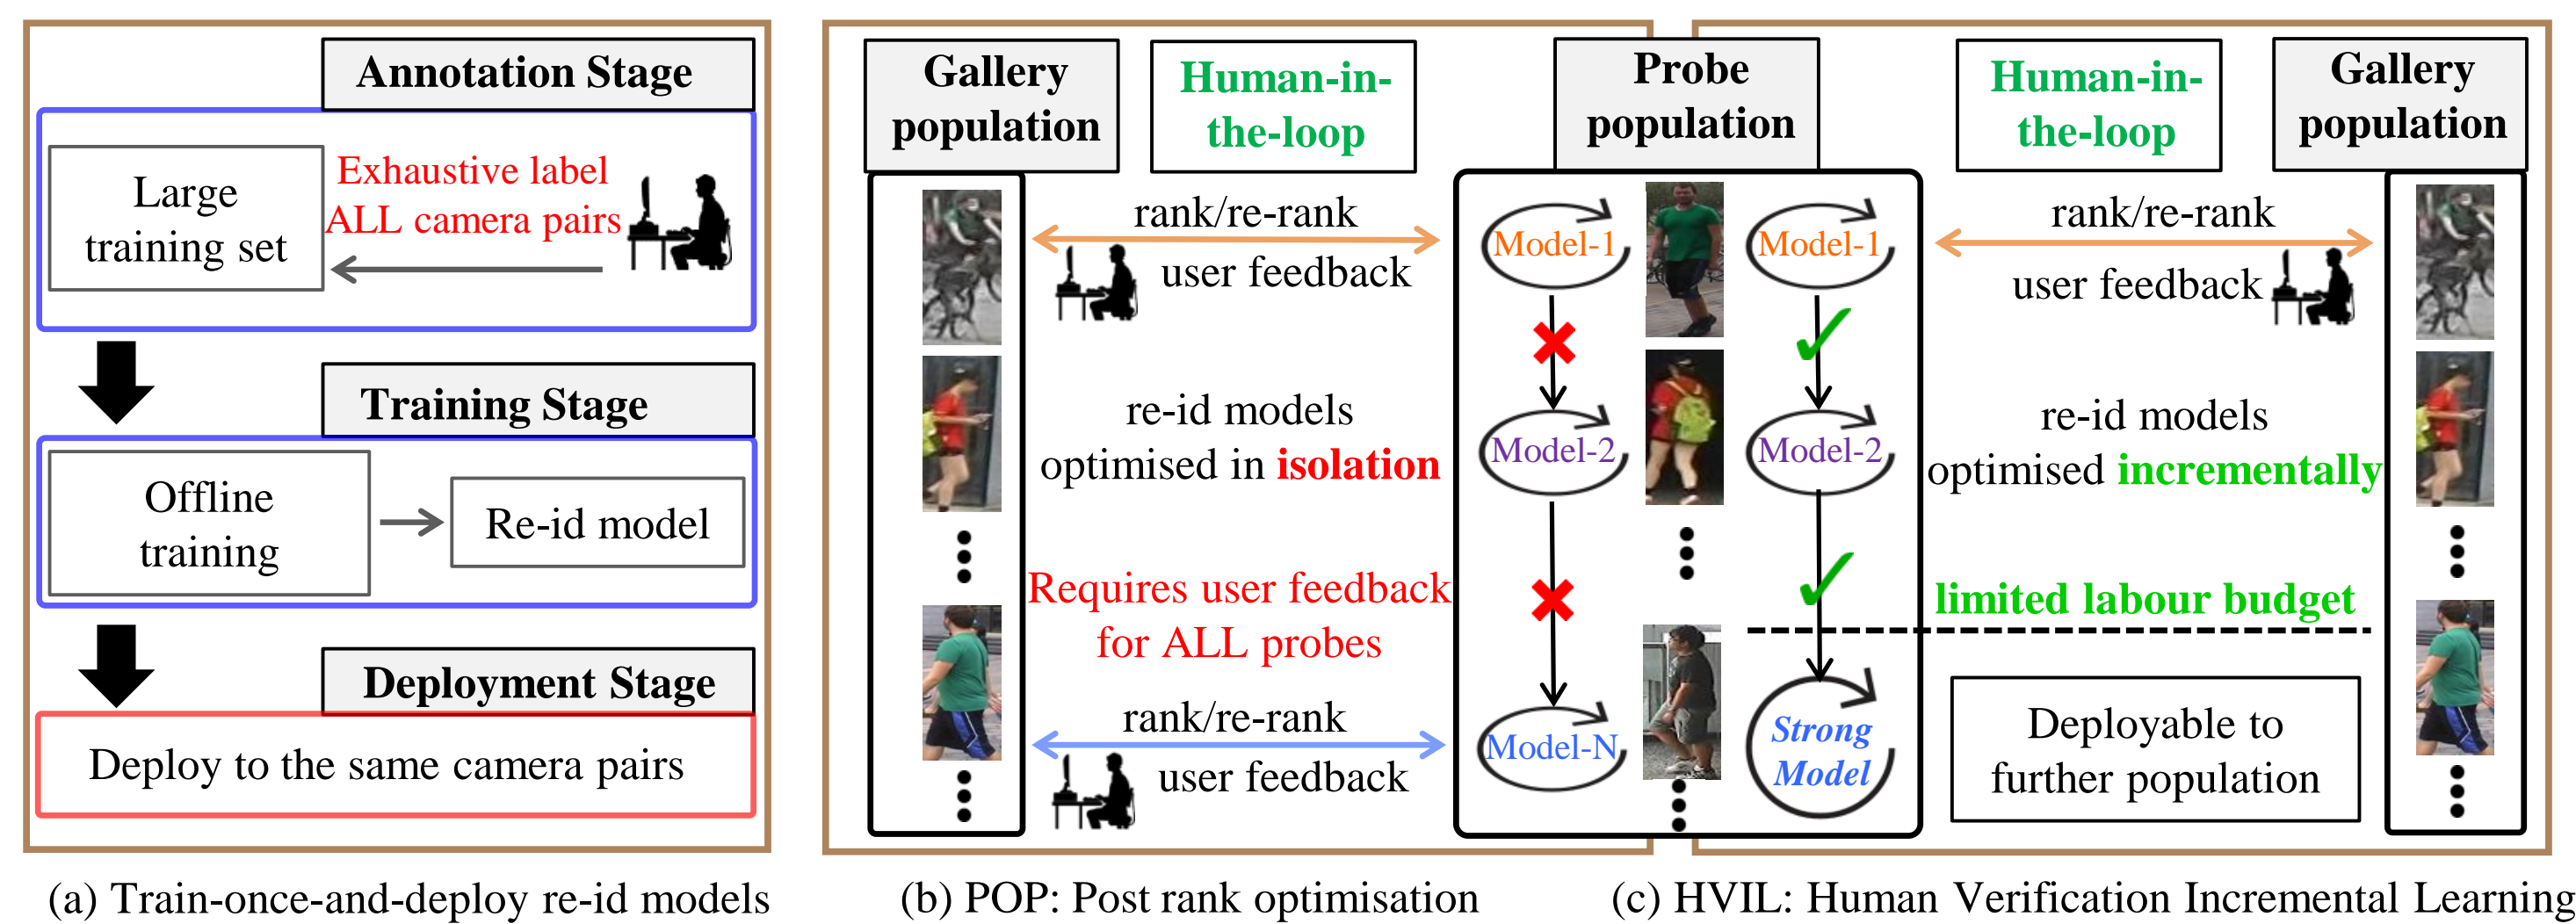 Annotation Stage
Large
training set
Exhaustive label
ALL camera pairs
Training Stage
Offline
training
Re-id model
Deployment Stage
Deploy to the same camera pairs
(a) Train-once-and-deploy re-id models
Gallery
population
Human-in-
the-loop
rank/re-rank
user feedback
re-id models
optimised in isolation
Requires user feedback
for ALL probes
rank/re-rank
user feedback
(b) POP: Post rank optimisation
Probe
population
Model-1
Model-2
Model-N
Model-1
Model-2
Strong
Model
Human-in-
the-loop
Gallery
population
rank/re-rank
user feedback
re-id models
optimised incrementally
limited labour budget
Deployable to
further population
(c) HVIL: Human Verification Incremental Learning